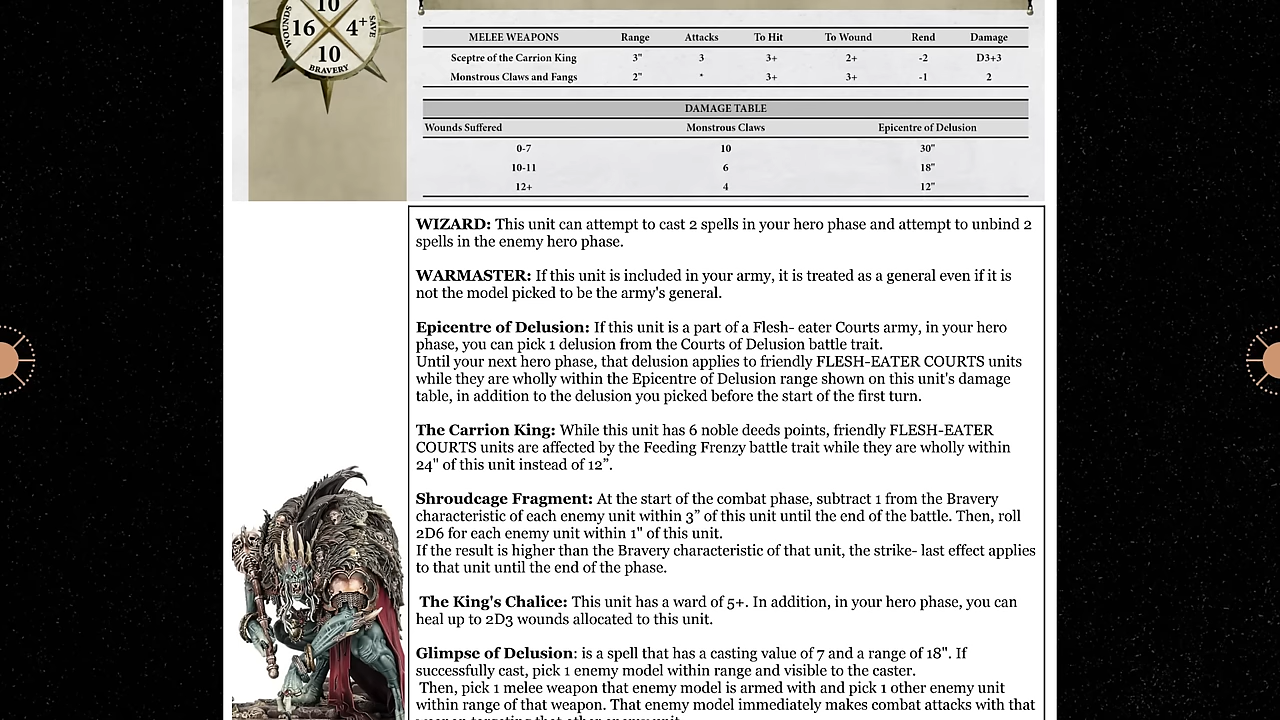 10
WOUNDS 16 4+ SAVE
10
BRAVERY
MELEE WEAPONS Range Attacks To Hit To Wound Rend Damage
Sceptre of the Carrion King 3" 3 3+ 2+ -2 D3+3
Monstrous Claws and Fangs 2" * 3+ 3+ -1 2
DAMAGE TABLE
Wounds Suffered Monstrous Claws Epicentre of Delusion
0-7 10 30"
10-11 6 18"
12+ 4 12"
WIZARD: This unit can attempt to cast 2 spells in your hero phase and attempt to unbind 2
spells in the enemy hero phase.
WARMASTER: If this unit is included in your army, it is treated as a general even if it is
not the model picked to be the army's general.
Epicentre of Delusion: If this unit is a part of a Flesh- eater Courts army, in your hero
phase, you can pick 1 delusion from the Courts of Delusion battle trait.
Until your next hero phase, that delusion applies to friendly FLESH-EATER COURTS units
while they are wholly within the Epicentre of Delusion range shown on this unit's damage
table, in addition to the delusion you picked before the start of the first turn.
The Carrion King: While this unit has 6 noble deeds points, friendly FLESH-EATER
COURTS units are affected by the Feeding Frenzy battle trait while they are wholly within
24" of this unit instead of 12”.
Shroudcage Fragment: At the start of the combat phase, subtract 1 from the Bravery
characteristic of each enemy unit within 3” of this unit until the end of the battle. Then, roll
2D6 for each enemy unit within 1" of this unit.
If the result is higher than the Bravery characteristic of that unit, the strike- last effect applies
to that unit until the end of the phase.
The King's Chalice: This unit has a ward of 5+. In addition, in your hero phase, you can
heal up to 2D3 wounds allocated to this unit.
Glimpse of Delusion: is a spell that has a casting value of 7 and a range of 18". If
successfully cast, pick 1 enemy model within range and visible to the caster.
Then, pick 1 melee weapon that enemy model is armed with and pick 1 other enemy unit
within range of that weapon. That enemy model immediately makes combat attacks with that
weapon targeting that other enemy unit.